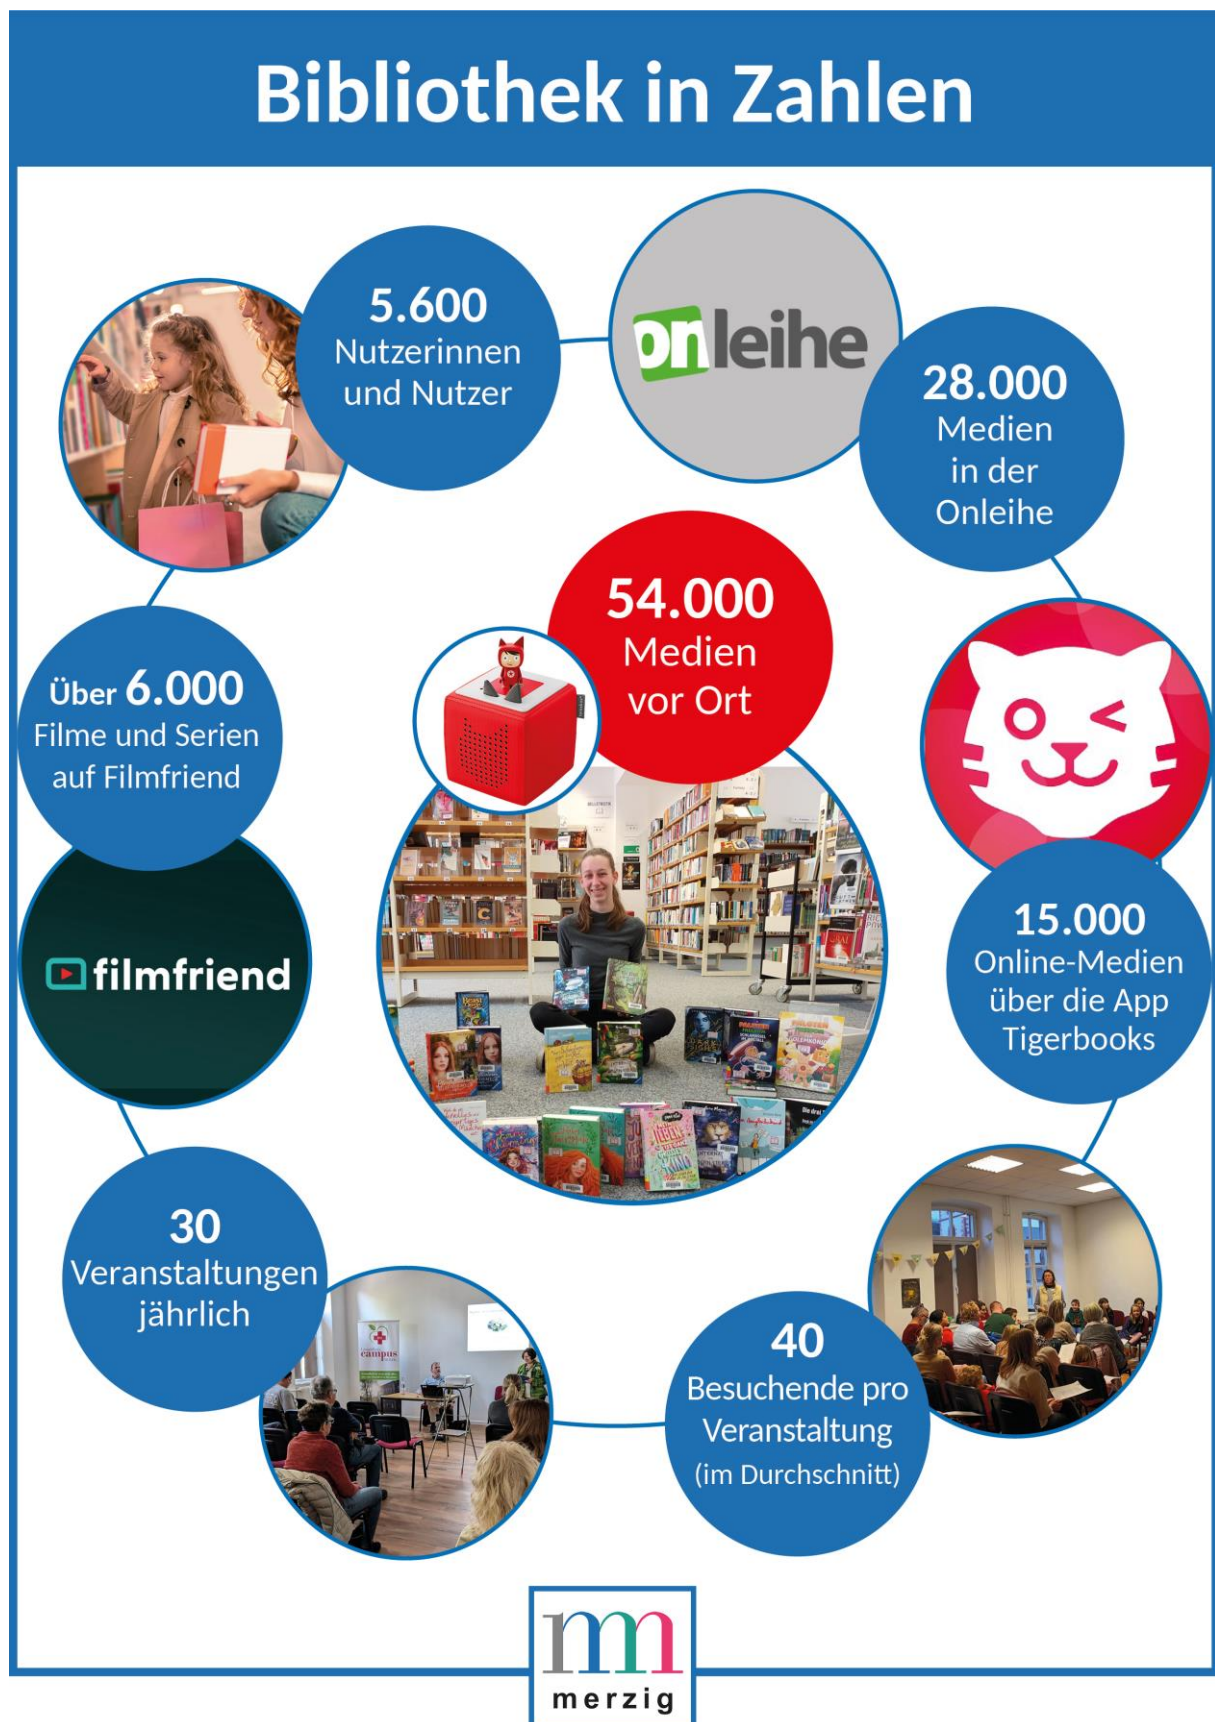 Bibliothek in Zahlen
5.600
Nutzerinnen
und Nutzer
onleihe
28.000
Medien
in der
Onleihe
54.000
Medien
vor Ort
Über 6.000
Filme und Serien
auf Filmfriend
filmfriend
15.000
Online-Medien
über die App
Tigerbooks
30
Veranstaltungen
jährlich
campus
40
Besuchende pro
Veranstaltung
(im Durchschnitt)
merzig